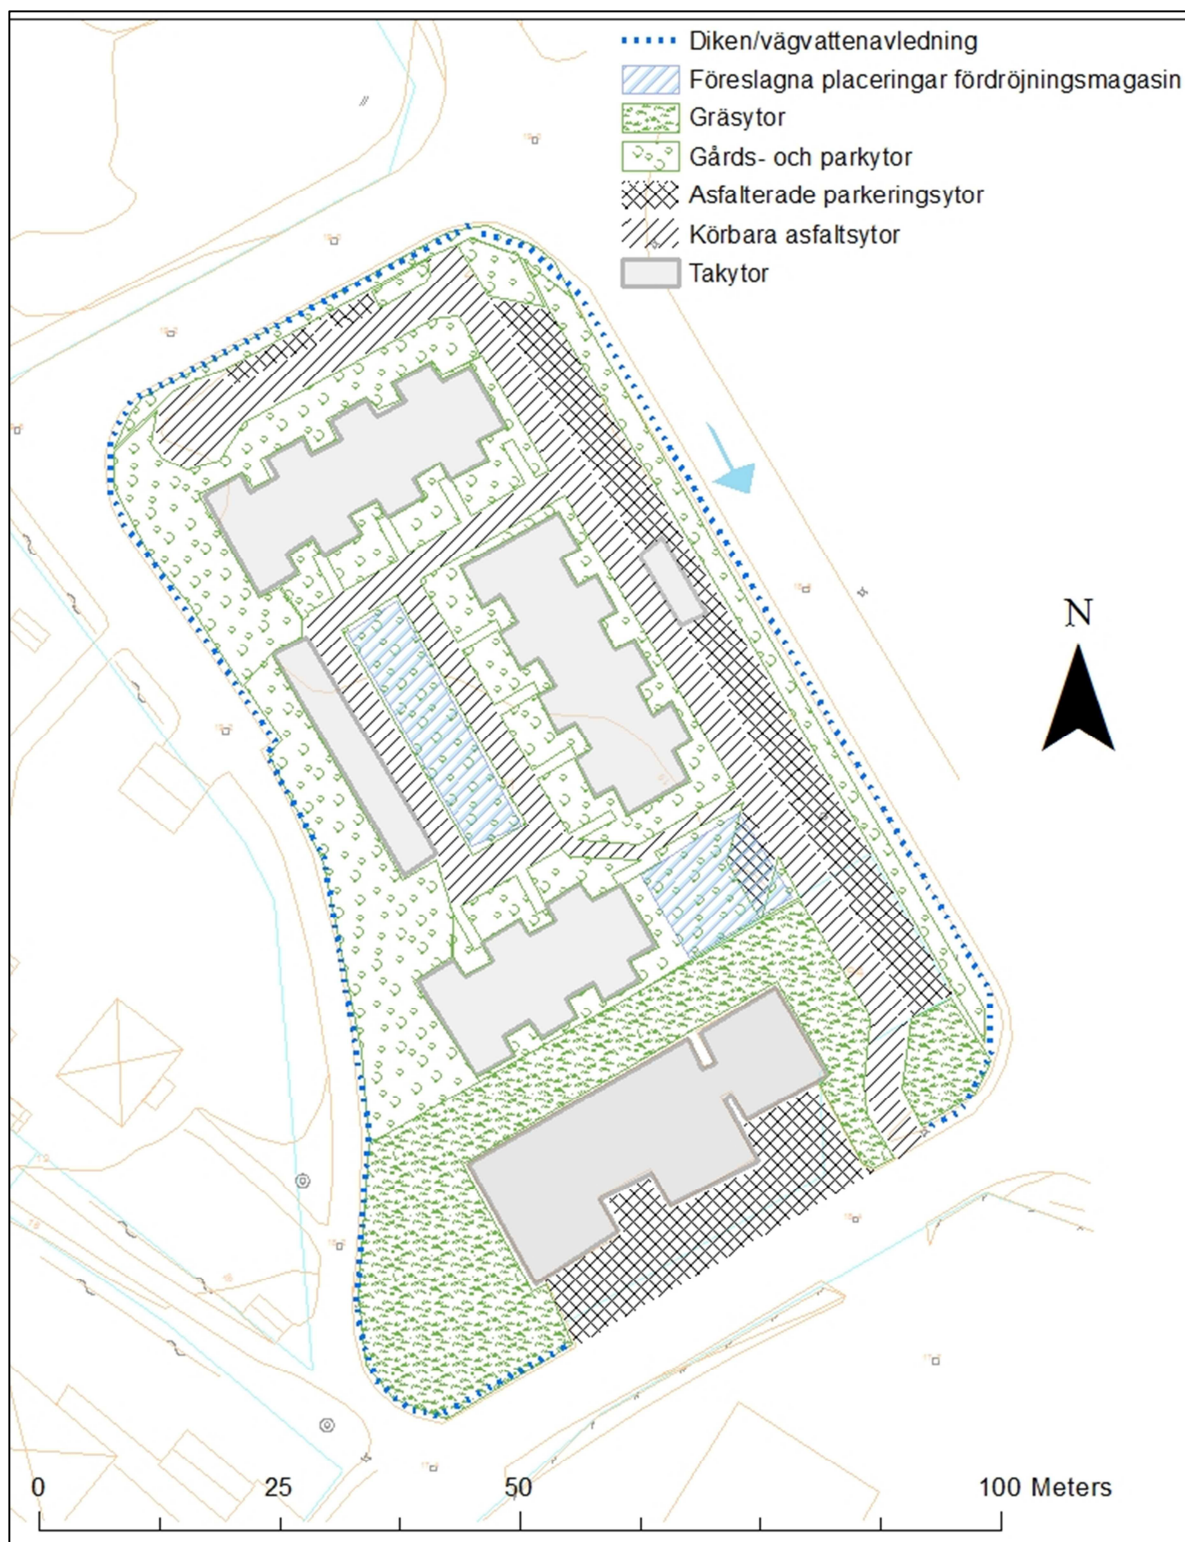 Diken/vägvattenavledning
Föreslagna placeringar fördröjningsmagasin
Gräsytor
Gårds- och parkytor
Asfalterade parkeringsytor
Körbara asfaltsytor
Takytor
N
0 25 50 100 Meters